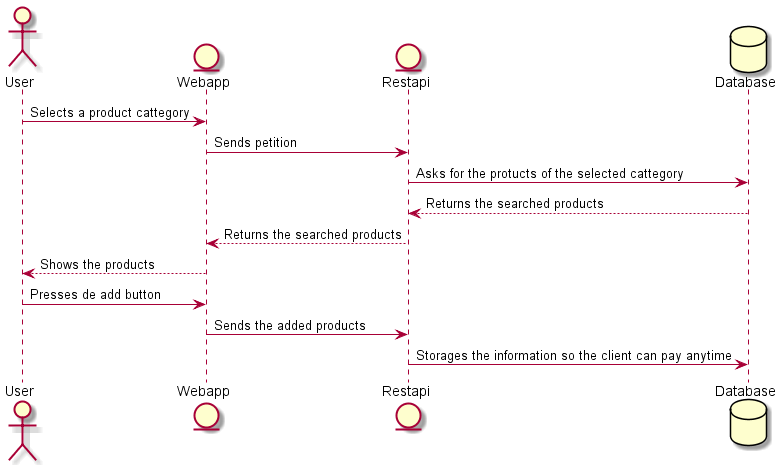 User
Webapp
Restapi
Database
Selects a product cattegory
Sends petition
Asks for the protucts of the selected cattegory
Returns the searched products
Returns the searched products
Shows the products
Presses de add button
Sends the added products
Storages the information so the client can pay anytime
User
Webapp
Restapi
Database